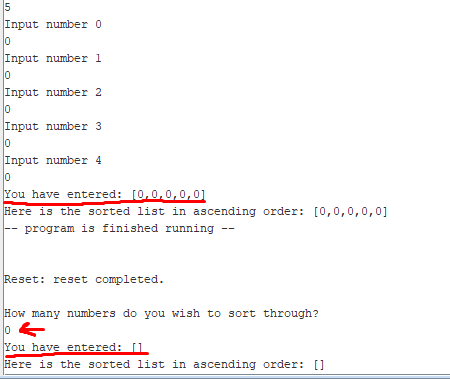 5
Input number 0
0
Input number 1
0
Input number 2
0
Input number 3
0
Input number 4
0
You have entered: [0,0,0,0,0]
Here is the sorted list in ascending order: [0,0,0,0,0]
-- program is finished running --
Reset: reset completed.
How many numbers do you wish to sort through?
0
You have entered: []
Here is the sorted list in ascending order: []